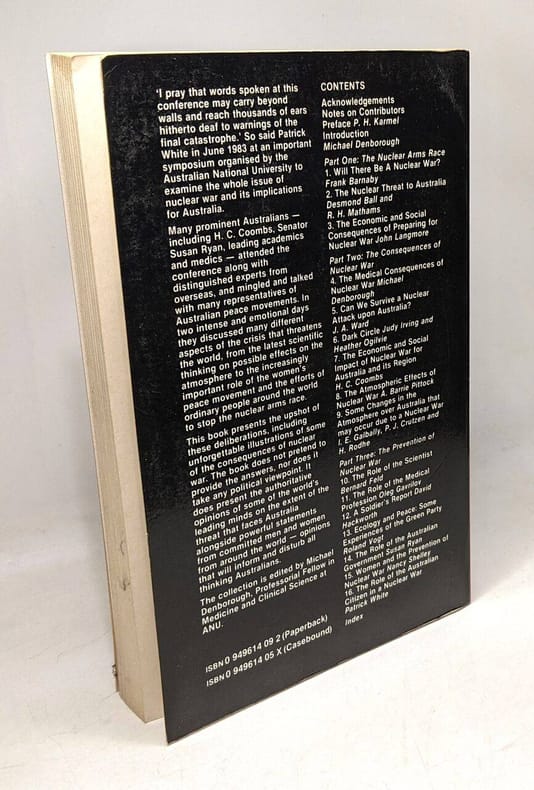 'I pray that words spoken at this
conference may carry beyond
walls and reach thousands of ears
hitherto deaf to warnings of the
final catastrophe.' So said Patrick
White in June 1983 at an important
symposium organised by the
Australian National University to
examine the whole issue of
nuclear war and its implications
for Australia.
Many prominent Australians —
including H. C. Coombs, Senator
Susan Ryan, leading academics
and medics — attended the
conference along with
distinguished experts from
overseas, and mingled and talked
with many representatives of
Australian peace movements. In
two intense and emotional days
they discussed many different
aspects of the crisis that threatens
the world, from the latest scientific
thinking on possible effects on the
atmosphere to the increasingly
important role of the women's
peace movement and the efforts of
ordinary people around the world
to stop the nuclear arms race.
This book presents the upshot of
these deliberations, including
unforgettable illustrations of some
of the consequences of nuclear
war. The book does not pretend to
provide the answers, nor does it
take any political viewpoint. It
does present the authoritative
opinions of some of the world's
leading minds on the extent of the
threat that faces Australia
alongside powerful statements
from committed men and women
from around the world — opinions
that will inform and disturb all
thinking Australians.
The collection is edited by Michael
Denborough, Professorial Fellow in
Medicine and Clinical Science at
ANU.
ISBN 0 949614 09 2 (Paperback)
ISBN 0 949614 05 X (Casebound)
CONTENTS
Acknowledgements
Notes on Contributors
Preface P. H. Karmel
Introduction
Michael Denborough
Part One: The Nuclear Arms Race
1. Will There Be A Nuclear War?
Frank Barnaby
2. The Nuclear Threat to Australia
Desmond Ball and
R. H. Mathams
3. The Economic and Social
Consequences of Preparing for
Nuclear War John Langmore
Part Two: The Consequences of
Nuclear War
4. The Medical Consequences of
Nuclear War Michael
Denborough
5. Can We Survive a Nuclear
Attack upon Australia?
J. A. Ward
6. Dark Circle Judy Irving and
Heather Ogilvie
7. The Economic and Social
Impact of Nuclear War for
Australia and its Region
H. C. Coombs
8. The Atmospheric Effects of
Nuclear War A. Barrie Pittock
9. Some Changes in the
Atmosphere over Australia that
may occur due to a Nuclear War
I. E. Galbally, P. J. Crutzen and
H. Rodhe
Part Three: The Prevention of
Nuclear War
10. The Role of the Scientist
Bernard Feld
11. The Role of the Medical
Profession Oleg Gavrilov
12. A Soldier's Report David
Hackworth
13. Ecology and Peace: Some
Experiences of the Green Party
Roland Vogt
14. The Role of the Australian
Government Susan Ryan
15. Women and the Prevention of
Nuclear War Nancy Shelley
16. The Role of the Australian
Citizen in a Nuclear War
Patrick White
Index